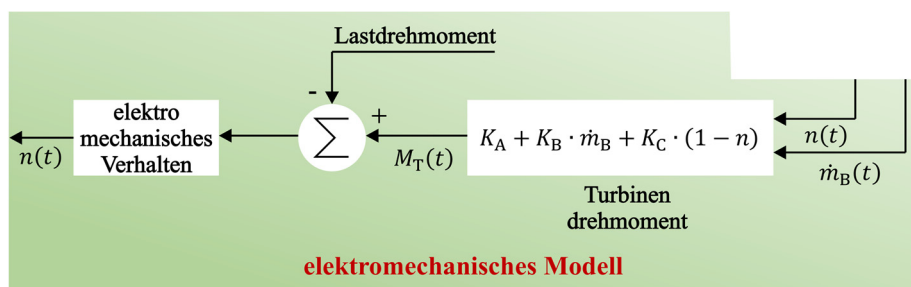 Lastdrehmoment
-
+
elektro
mechanisches
Verhalten
∑
K_A + K_B · ṁ_B + K_C · (1 − n)
n(t)
n(t)
M_T(t)
ṁ_B(t)
Turbinen
drehmoment
elektromechanisches Modell